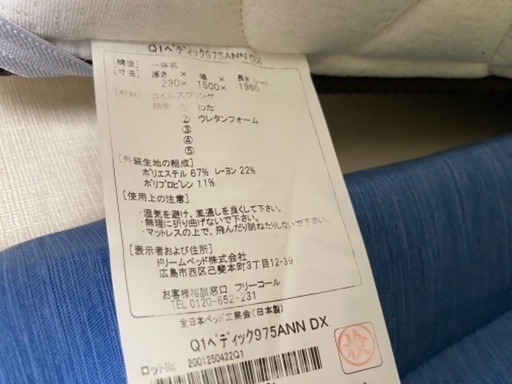 Q1ペディック975ANN DX
[構造] 一体式
[寸法] 厚さ × 幅 × 長さ (mm)
230× 1500× 1960
[材料] コイルスプリング
詰物 ① わた
② ウレタンフォーム
③
④
⑤
[外装生地の組成]
ポリエステル 67% レーヨン 22%
ポリプロピレン 11%
[使用上の注意]
・湿気を避け、風通しを良くして下さい。
・無理に折り曲げないで下さい。
・マットレスの上で、飛んだり跳ねたりしないで下さい。
[表示者および住所]
ドリームベッド株式会社
広島市西区己斐本町3丁目12-39
お客様相談窓口 フリーコール
TEL 0120-652-231
全日本ベッド工業会(日本製)
Q1ペディック975ANN DX
ロットNo. 2001250422Q1